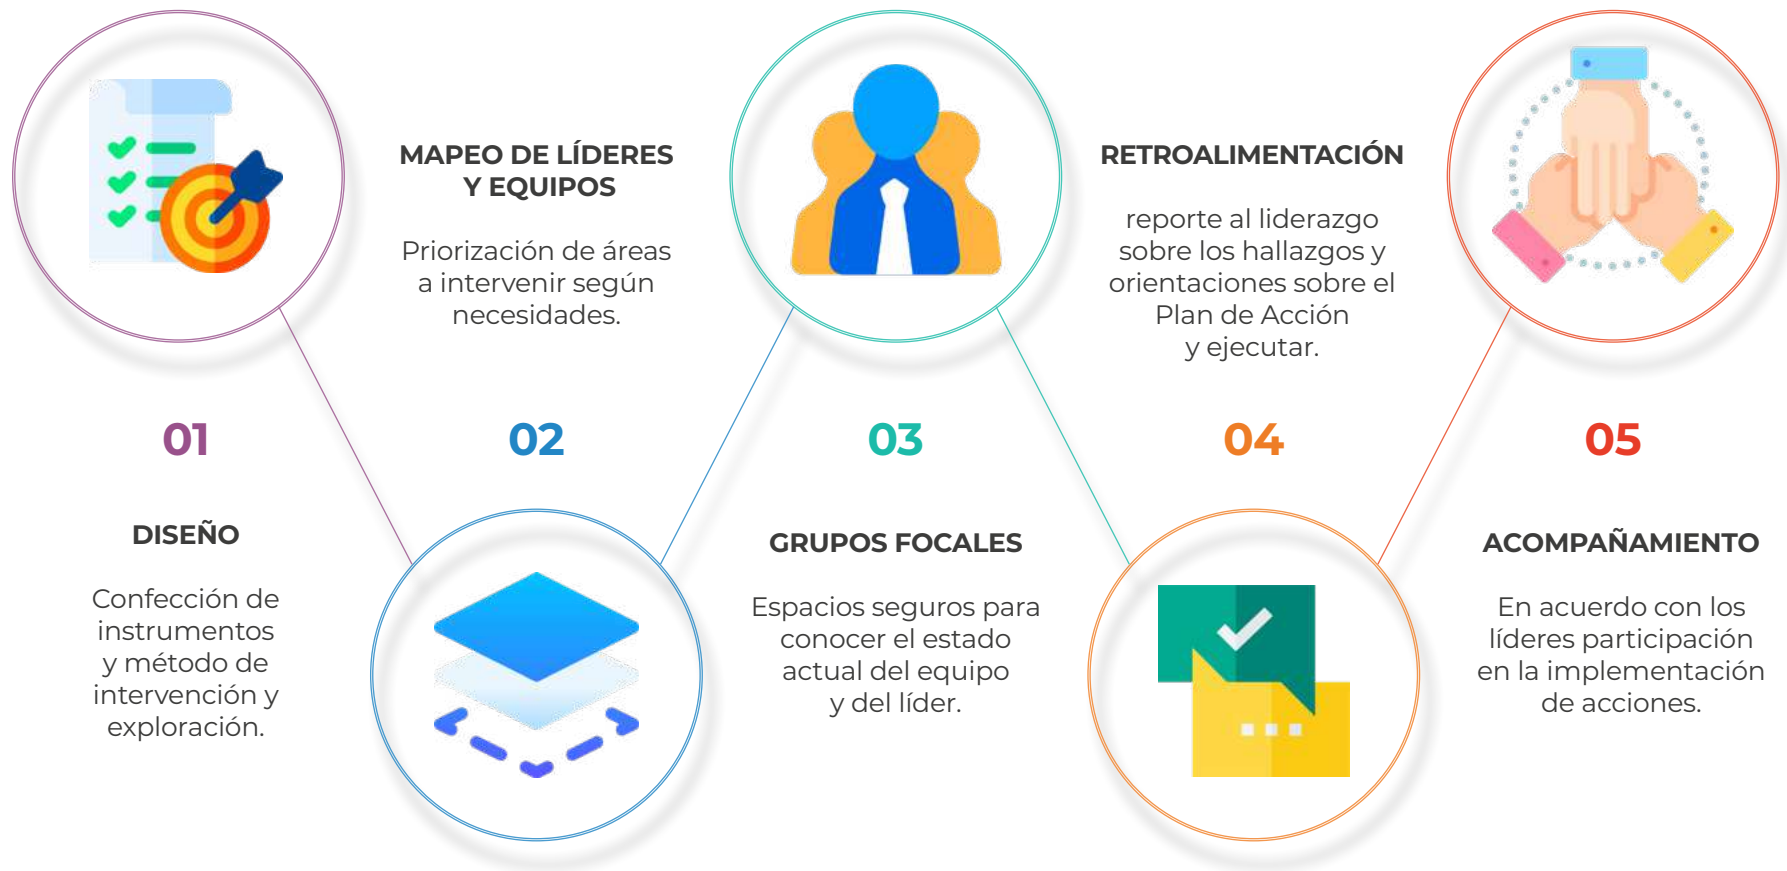 01
DISEÑO
Confección de
instrumentos
y método de
intervención y
exploración.
MAPEO DE LÍDERES
Y EQUIPOS
Priorización de áreas
a intervenir según
necesidades.
02
03
GRUPOS FOCALES
Espacios seguros para
conocer el estado
actual del equipo
y del líder.
RETROALIMENTACIÓN
reporte al liderazgo
sobre los hallazgos y
orientaciones sobre el
Plan de Acción
y ejecutar.
04
05
ACOMPAÑAMIENTO
En acuerdo con los
líderes participación
en la implementación
de acciones.